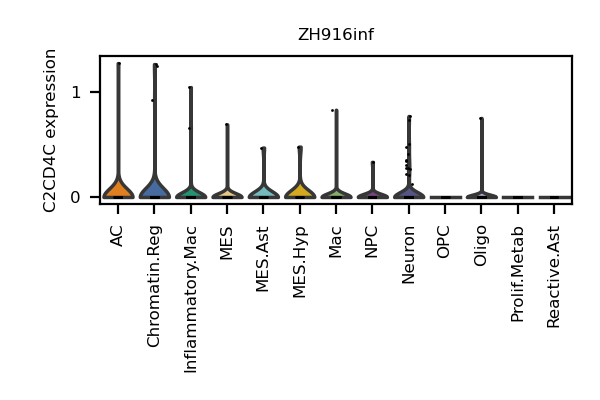 ZH916inf
C2CD4C expression
1
0
AC
Chromatin.Reg
Inflammatory.Mac
MES
MES.Ast
MES.Hyp
Mac
NPC
Neuron
OPC
Oligo
Prolif.Metab
Reactive.Ast